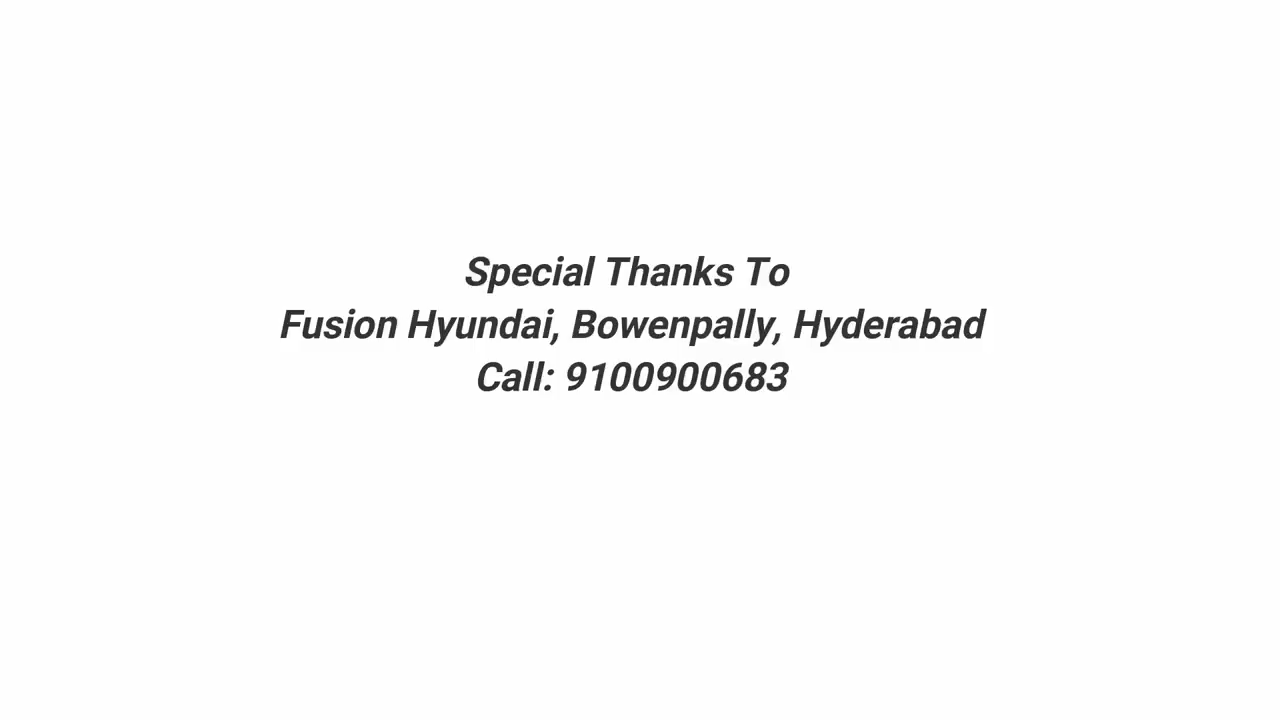 Special Thanks To
Fusion Hyundai, Bowenpally, Hyderabad
Call: 9100900683